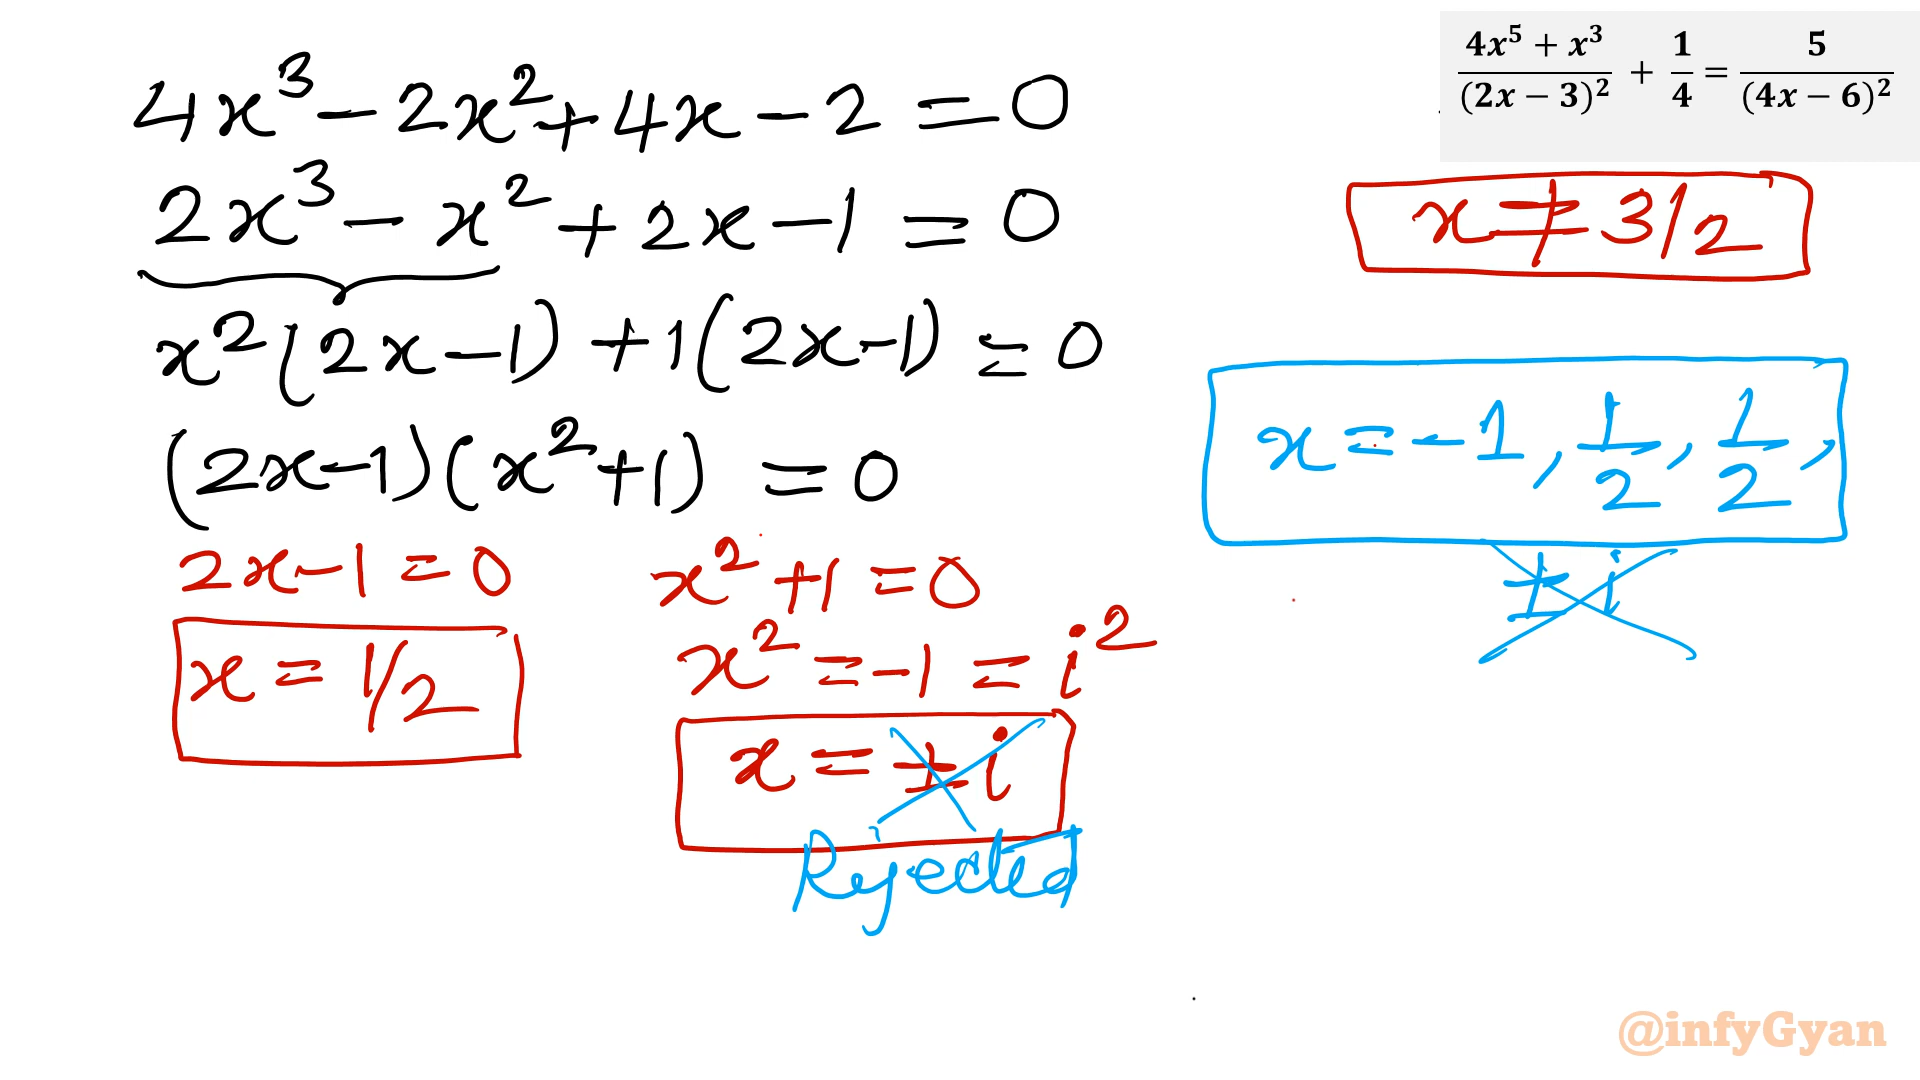 4x³ − 2x² + 4x − 2 = 0
2x³ − x² + 2x − 1 = 0
x²(2x − 1) + 1(2x − 1) = 0
(2x − 1)(x² + 1) = 0
2x − 1 = 0
x = 1/2
x² + 1 = 0
x² = −1 = i²
x = ± i
Rejected
(4x⁵ + x³)/(2x − 3)² + 1/4 = 5/(4x − 6)²
x ≠ 3/2
x = −1, 1/2, 1/2,
± i
@infyGyan